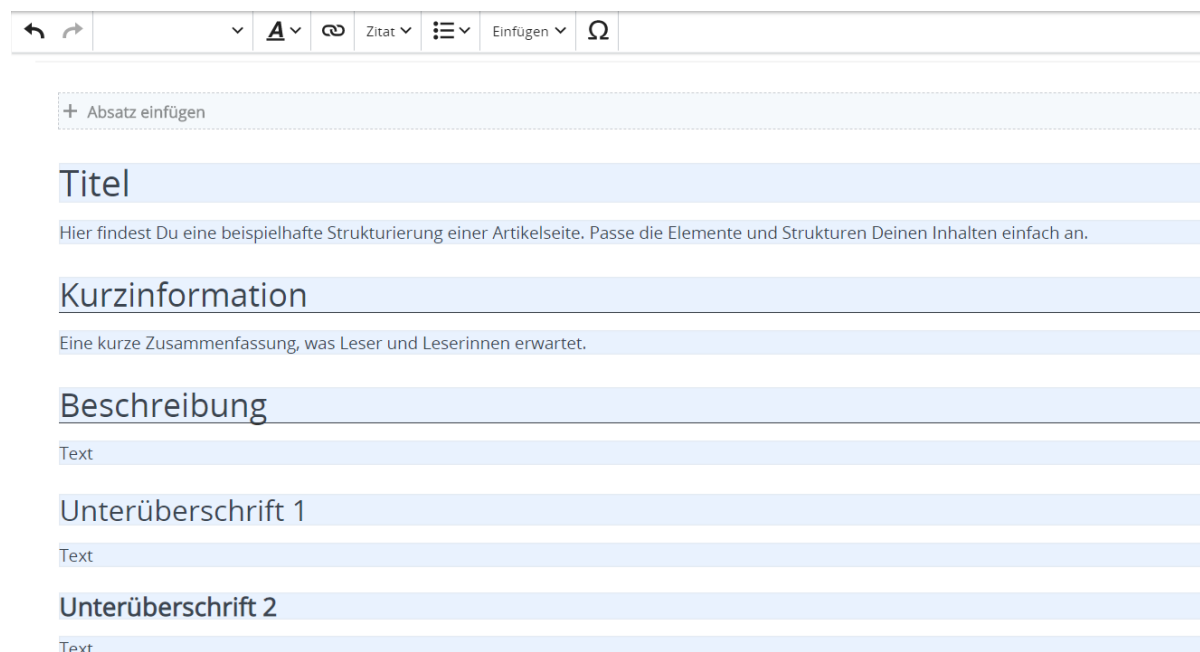 A Zitat Einfügen Ω
Absatz einfügen
Titel
Hier findest Du eine beispielhafte Strukturierung einer Artikelseite. Passe die Elemente und Strukturen Deinen Inhalten einfach an.
Kurzinformation
Eine kurze Zusammenfassung, was Leser und Leserinnen erwartet.
Beschreibung
Text
Unterüberschrift 1
Text
Unterüberschrift 2
Text